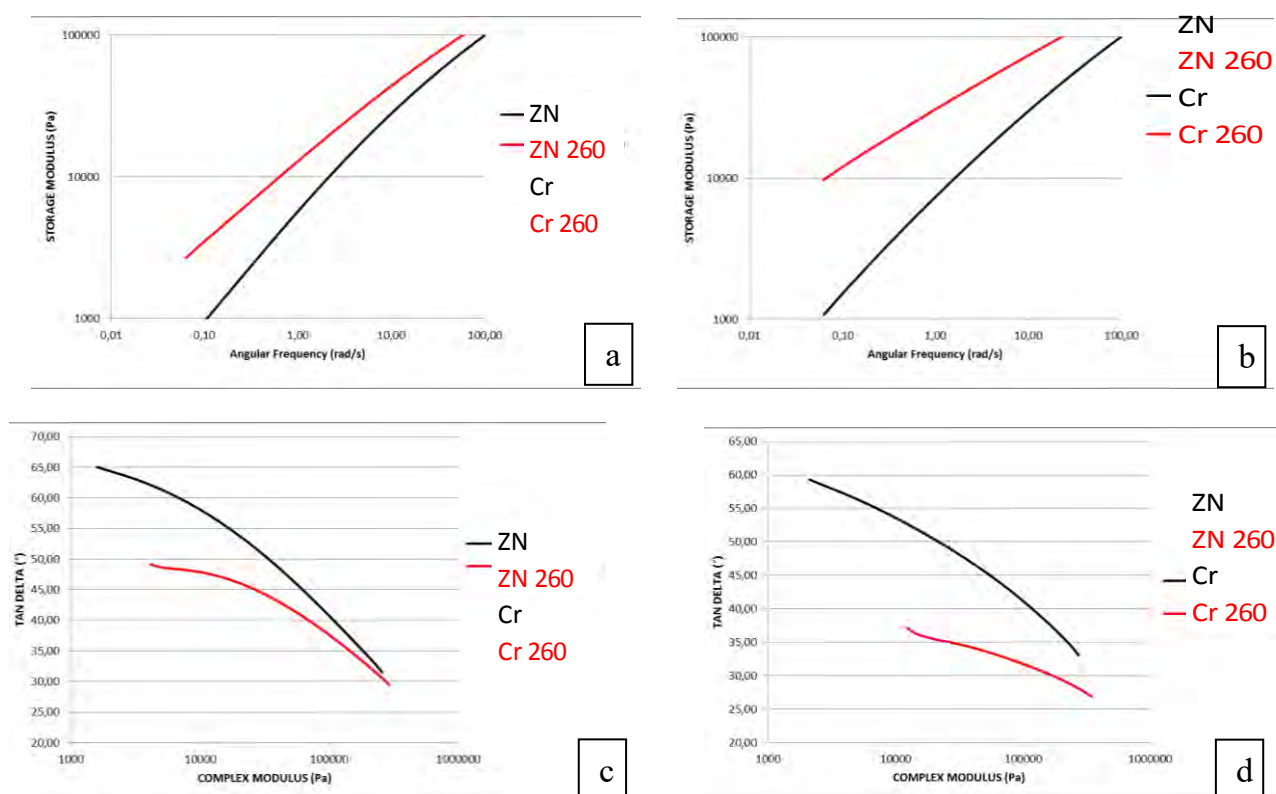 100000
10000
1000
STORAGE MODULUS (Pa)
0,01
0,10
1,00
10,00
100,00
Angular Frequency (rad/s)
ZN
ZN 260
Cr
Cr 260
a
100000
10000
1000
STORAGE MODULUS (Pa)
0,01
0,10
1,00
10,00
100,00
Angular Frequency (rad/s)
ZN
ZN 260
Cr
Cr 260
b
70,00
65,00
60,00
55,00
50,00
45,00
40,00
35,00
30,00
25,00
20,00
TAN DELTA (°)
1000
10000
100000
1000000
COMPLEX MODULUS (Pa)
ZN
ZN 260
Cr
Cr 260
c
65,00
60,00
55,00
50,00
45,00
40,00
35,00
30,00
25,00
20,00
TAN DELTA (°)
1000
10000
100000
1000000
COMPLEX MODULUS (Pa)
ZN
ZN 260
Cr
Cr 260
d